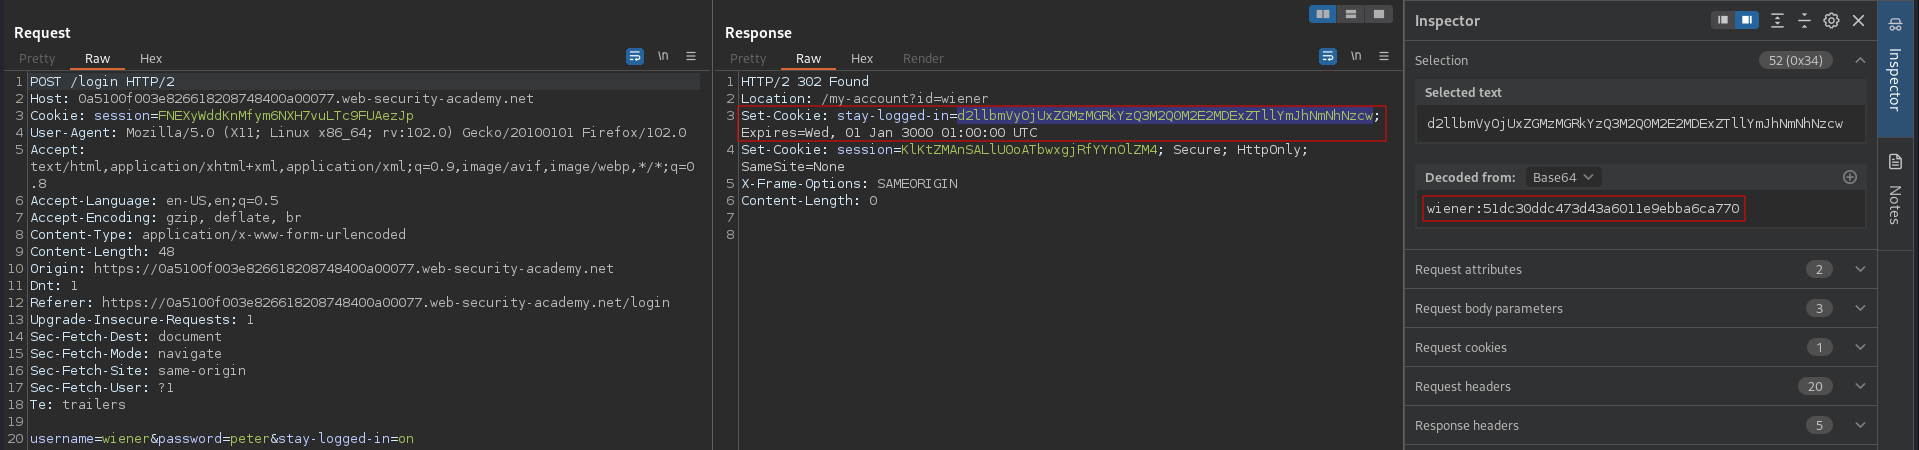 Request
Pretty Raw Hex \n
1 POST /login HTTP/2
2 Host: 0a5100f003e826618208748400a00077.web-security-academy.net
3 Cookie: session=FNEXyWddKnMfym6NXH7vuLTc9FUAezJp
4 User-Agent: Mozilla/5.0 (X11; Linux x86_64; rv:102.0) Gecko/20100101 Firefox/102.0
5 Accept:
text/html,application/xhtml+xml,application/xml;q=0.9,image/avif,image/webp,*/*;q=0
.8
6 Accept-Language: en-US,en;q=0.5
7 Accept-Encoding: gzip, deflate, br
8 Content-Type: application/x-www-form-urlencoded
9 Content-Length: 48
10 Origin: https://0a5100f003e826618208748400a00077.web-security-academy.net
11 Dnt: 1
12 Referer: https://0a5100f003e826618208748400a00077.web-security-academy.net/login
13 Upgrade-Insecure-Requests: 1
14 Sec-Fetch-Dest: document
15 Sec-Fetch-Mode: navigate
16 Sec-Fetch-Site: same-origin
17 Sec-Fetch-User: ?1
18 Te: trailers
19
20 username=wiener&password=peter&stay-logged-in=on
Response
Pretty Raw Hex Render \n
1 HTTP/2 302 Found
2 Location: /my-account?id=wiener
3 Set-Cookie: stay-logged-in=d2llbmVyOjUxZGMzMGRkYzQ3M2Q0M2E2MDExZTllYmJhNmNhNzcw;
Expires=Wed, 01 Jan 3000 01:00:00 UTC
4 Set-Cookie: session=KlKtZMAnSALlU0oATbwxgjRfYYnOlZM4; Secure; HttpOnly;
SameSite=None
5 X-Frame-Options: SAMEORIGIN
6 Content-Length: 0
7
8
Inspector
Selection 52 (0x34)
Selected text
d2llbmVyOjUxZGMzMGRkYzQ3M2Q0M2E2MDExZTllYmJhNmNhNzcw
Decoded from: Base64
wiener:51dc30ddc473d43a6011e9ebba6ca770
Request attributes 2
Request body parameters 3
Request cookies 1
Request headers 20
Response headers 5
Inspector
Notes